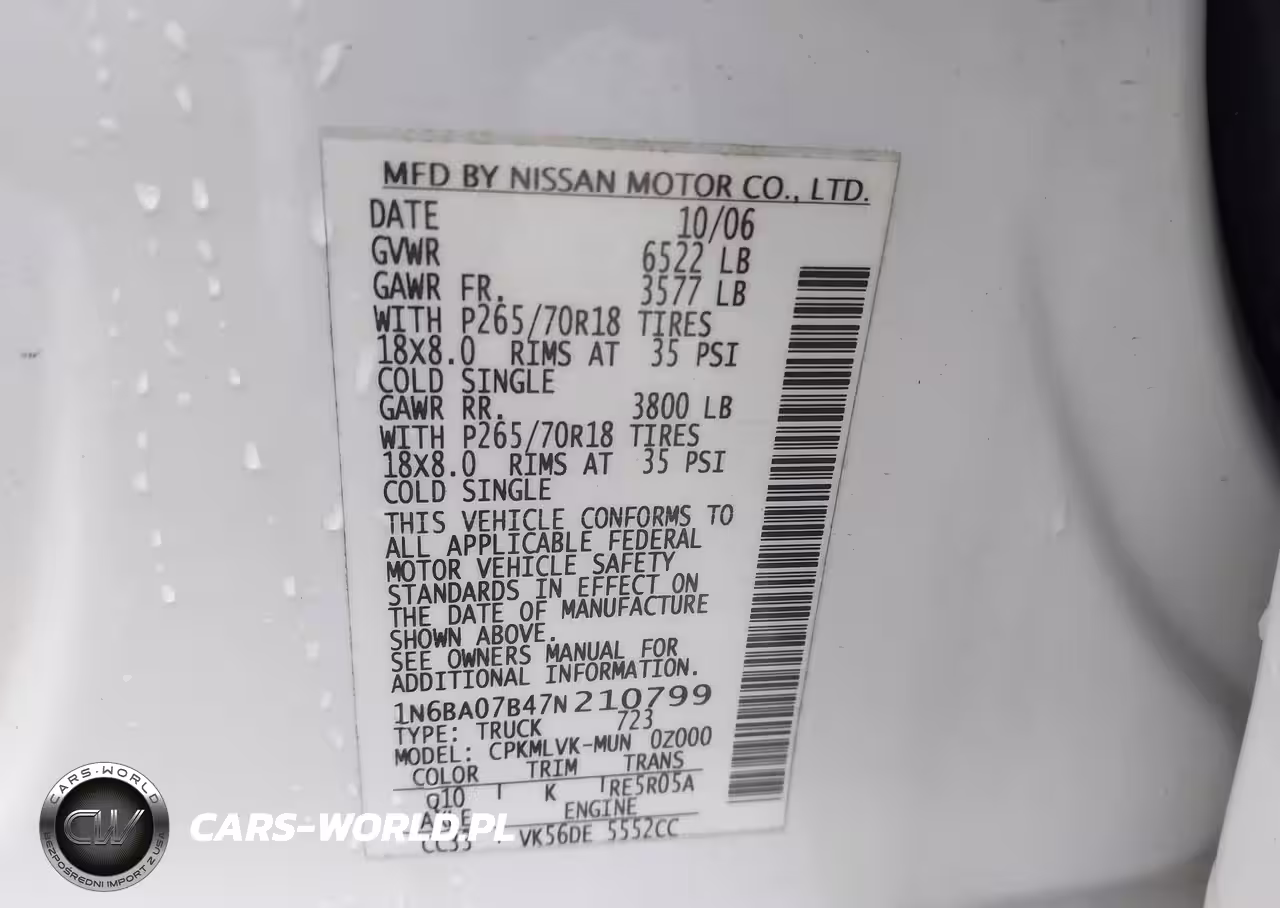 MFD BY NISSAN MOTOR CO., LTD.
DATE 10/06
GVWR 6522 LB
GAWR FR. 3577 LB
WITH P265/70R18 TIRES
18X8.0 RIMS AT 35 PSI
COLD SINGLE
GAWR RR. 3800 LB
WITH P265/70R18 TIRES
18X8.0 RIMS AT 35 PSI
COLD SINGLE
THIS VEHICLE CONFORMS TO
ALL APPLICABLE FEDERAL
MOTOR VEHICLE SAFETY
STANDARDS IN EFFECT ON
THE DATE OF MANUFACTURE
SHOWN ABOVE.
SEE OWNERS MANUAL FOR
ADDITIONAL INFORMATION.
1N6BA07B47N210799
TYPE: TRUCK 723
MODEL: CPKMLVK-MUN 0Z000
COLOR TRIM TRANS
Q10 K RE5R05A
ENGINE
VK56DE 5552CC
CARS-WORLD
CW
BEZPOŚREDNI IMPORT Z USA
CARS-WORLD.PL